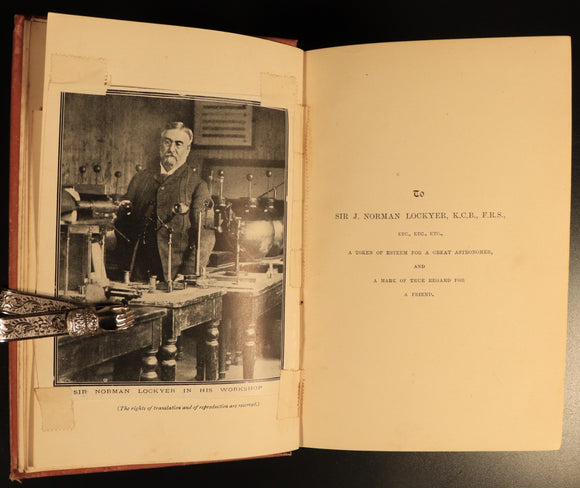 SIR NORMAN LOCKYER IN HIS WORKSHOP
(The rights of translation and of reproduction are reserved.)
To
SIR J. NORMAN LOCKYER, K.C.B., F.R.S.,
ETC., ETC., ETC.,
A TOKEN OF ESTEEM FOR A GREAT ASTRONOMER,
AND
A MARK OF TRUE REGARD FOR
A FRIEND.